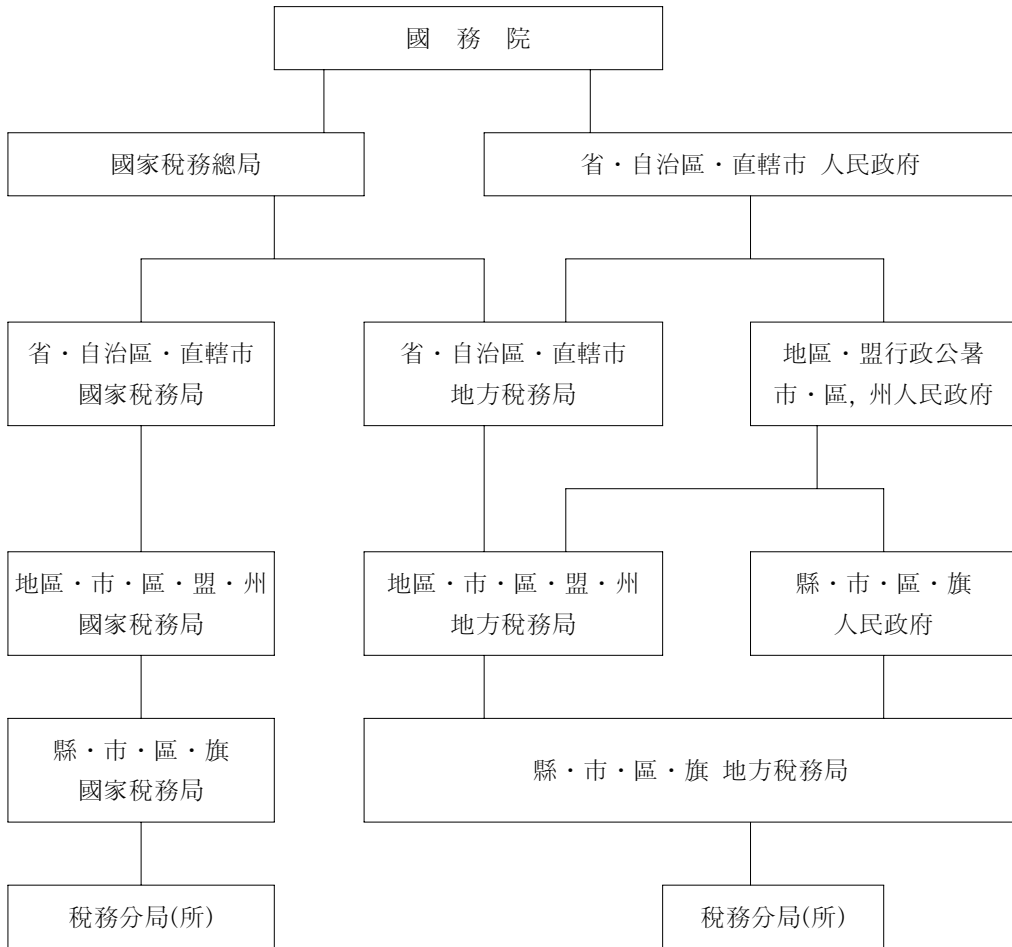 國 務 院
國家稅務總局
省・自治區・直轄市 人民政府
省・自治區・直轄市
國家稅務局
省・自治區・直轄市
地方稅務局
地區・盟行政公署
市・區, 州人民政府
地區・市・區・盟・州
國家稅務局
地區・市・區・盟・州
地方稅務局
縣・市・區・旗
人民政府
縣・市・區・旗
國家稅務局
縣・市・區・旗 地方稅務局
稅務分局(所)
稅務分局(所)